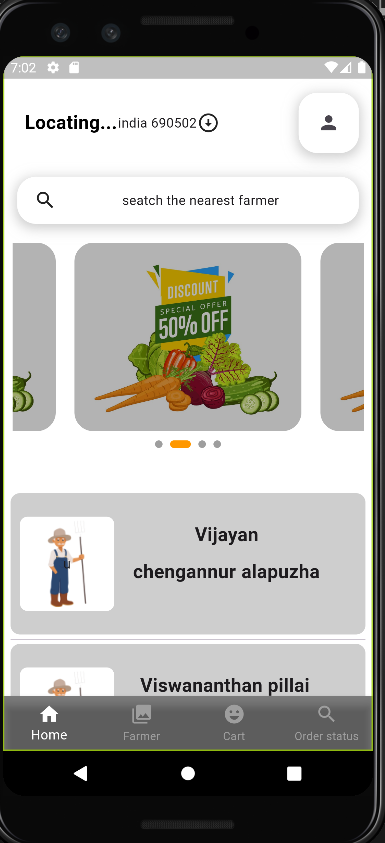 7:02
Locating...india 690502
seatch the nearest farmer
DISCOUNT
SPECIAL OFFER
50% OFF
Vijayan
chengannur alapuzha
u
Viswananthan pillai
Home Farmer Cart Order status